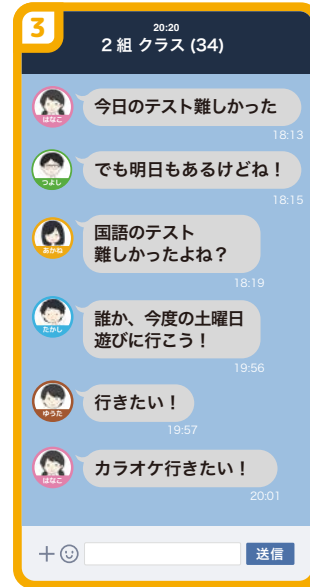 3
20:20
2組 クラス (34)
今日のテスト難しかった
はなこ
18:13
でも明日もあるけどね！
つよし
18:15
国語のテスト
難しかったよね？
あかね
18:19
誰か、今度の土曜日
遊びに行こう！
たかし
19:56
行きたい！
ゆうた
19:57
カラオケ行きたい！
はなこ
20:01
送信